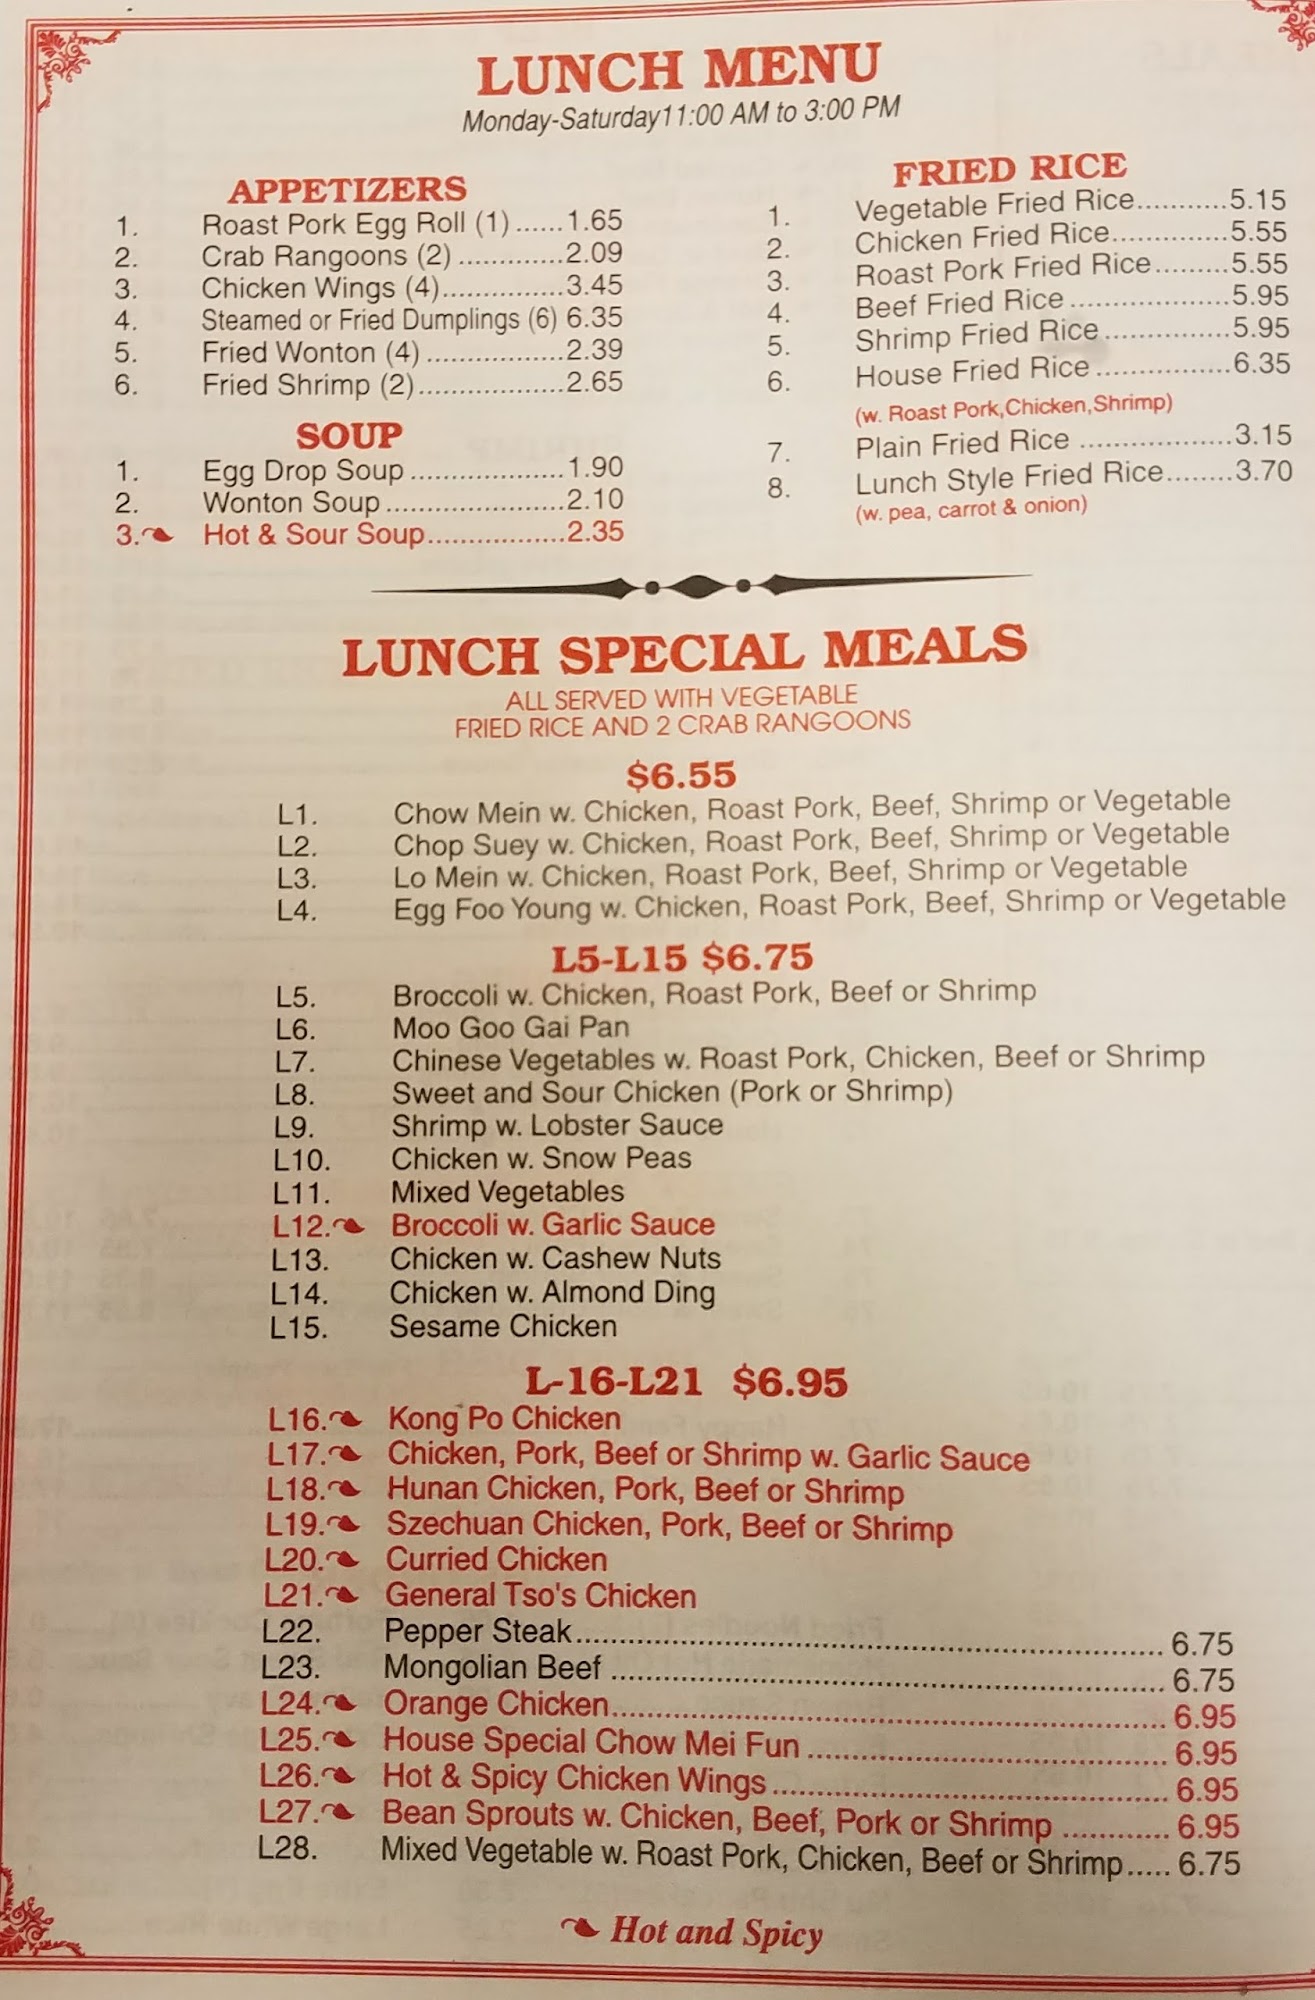 LUNCH MENU
Monday-Saturday11:00 AM to 3:00 PM
APPETIZERS
1. Roast Pork Egg Roll (1)......1.65
2. Crab Rangoons (2).............2.09
3. Chicken Wings (4)...............3.45
4. Steamed or Fried Dumplings (6) 6.35
5. Fried Wonton (4).................2.39
6. Fried Shrimp (2)..................2.65
SOUP
1. Egg Drop Soup...................1.90
2. Wonton Soup......................2.10
3. Hot & Sour Soup.................2.35
FRIED RICE
1. Vegetable Fried Rice...........5.15
2. Chicken Fried Rice..............5.55
3. Roast Pork Fried Rice.........5.55
4. Beef Fried Rice....................5.95
5. Shrimp Fried Rice................5.95
6. House Fried Rice.................6.35
(w. Roast Pork,Chicken,Shrimp)
7. Plain Fried Rice...................3.15
8. Lunch Style Fried Rice........3.70
(w. pea, carrot & onion)
LUNCH SPECIAL MEALS
ALL SERVED WITH VEGETABLE
FRIED RICE AND 2 CRAB RANGOONS
$6.55
L1. Chow Mein w. Chicken, Roast Pork, Beef, Shrimp or Vegetable
L2. Chop Suey w. Chicken, Roast Pork, Beef, Shrimp or Vegetable
L3. Lo Mein w. Chicken, Roast Pork, Beef, Shrimp or Vegetable
L4. Egg Foo Young w. Chicken, Roast Pork, Beef, Shrimp or Vegetable
L5-L15 $6.75
L5. Broccoli w. Chicken, Roast Pork, Beef or Shrimp
L6. Moo Goo Gai Pan
L7. Chinese Vegetables w. Roast Pork, Chicken, Beef or Shrimp
L8. Sweet and Sour Chicken (Pork or Shrimp)
L9. Shrimp w. Lobster Sauce
L10. Chicken w. Snow Peas
L11. Mixed Vegetables
L12. Broccoli w. Garlic Sauce
L13. Chicken w. Cashew Nuts
L14. Chicken w. Almond Ding
L15. Sesame Chicken
L-16-L21 $6.95
L16. Kong Po Chicken
L17. Chicken, Pork, Beef or Shrimp w. Garlic Sauce
L18. Hunan Chicken, Pork, Beef or Shrimp
L19. Szechuan Chicken, Pork, Beef or Shrimp
L20. Curried Chicken
L21. General Tso's Chicken
L22. Pepper Steak.......................................................... 6.75
L23. Mongolian Beef...................................................... 6.75
L24. Orange Chicken...................................................... 6.95
L25. House Special Chow Mei Fun................................... 6.95
L26. Hot & Spicy Chicken Wings...................................... 6.95
L27. Bean Sprouts w. Chicken, Beef, Pork or Shrimp............ 6.95
L28. Mixed Vegetable w. Roast Pork, Chicken, Beef or Shrimp..... 6.75
Hot and Spicy